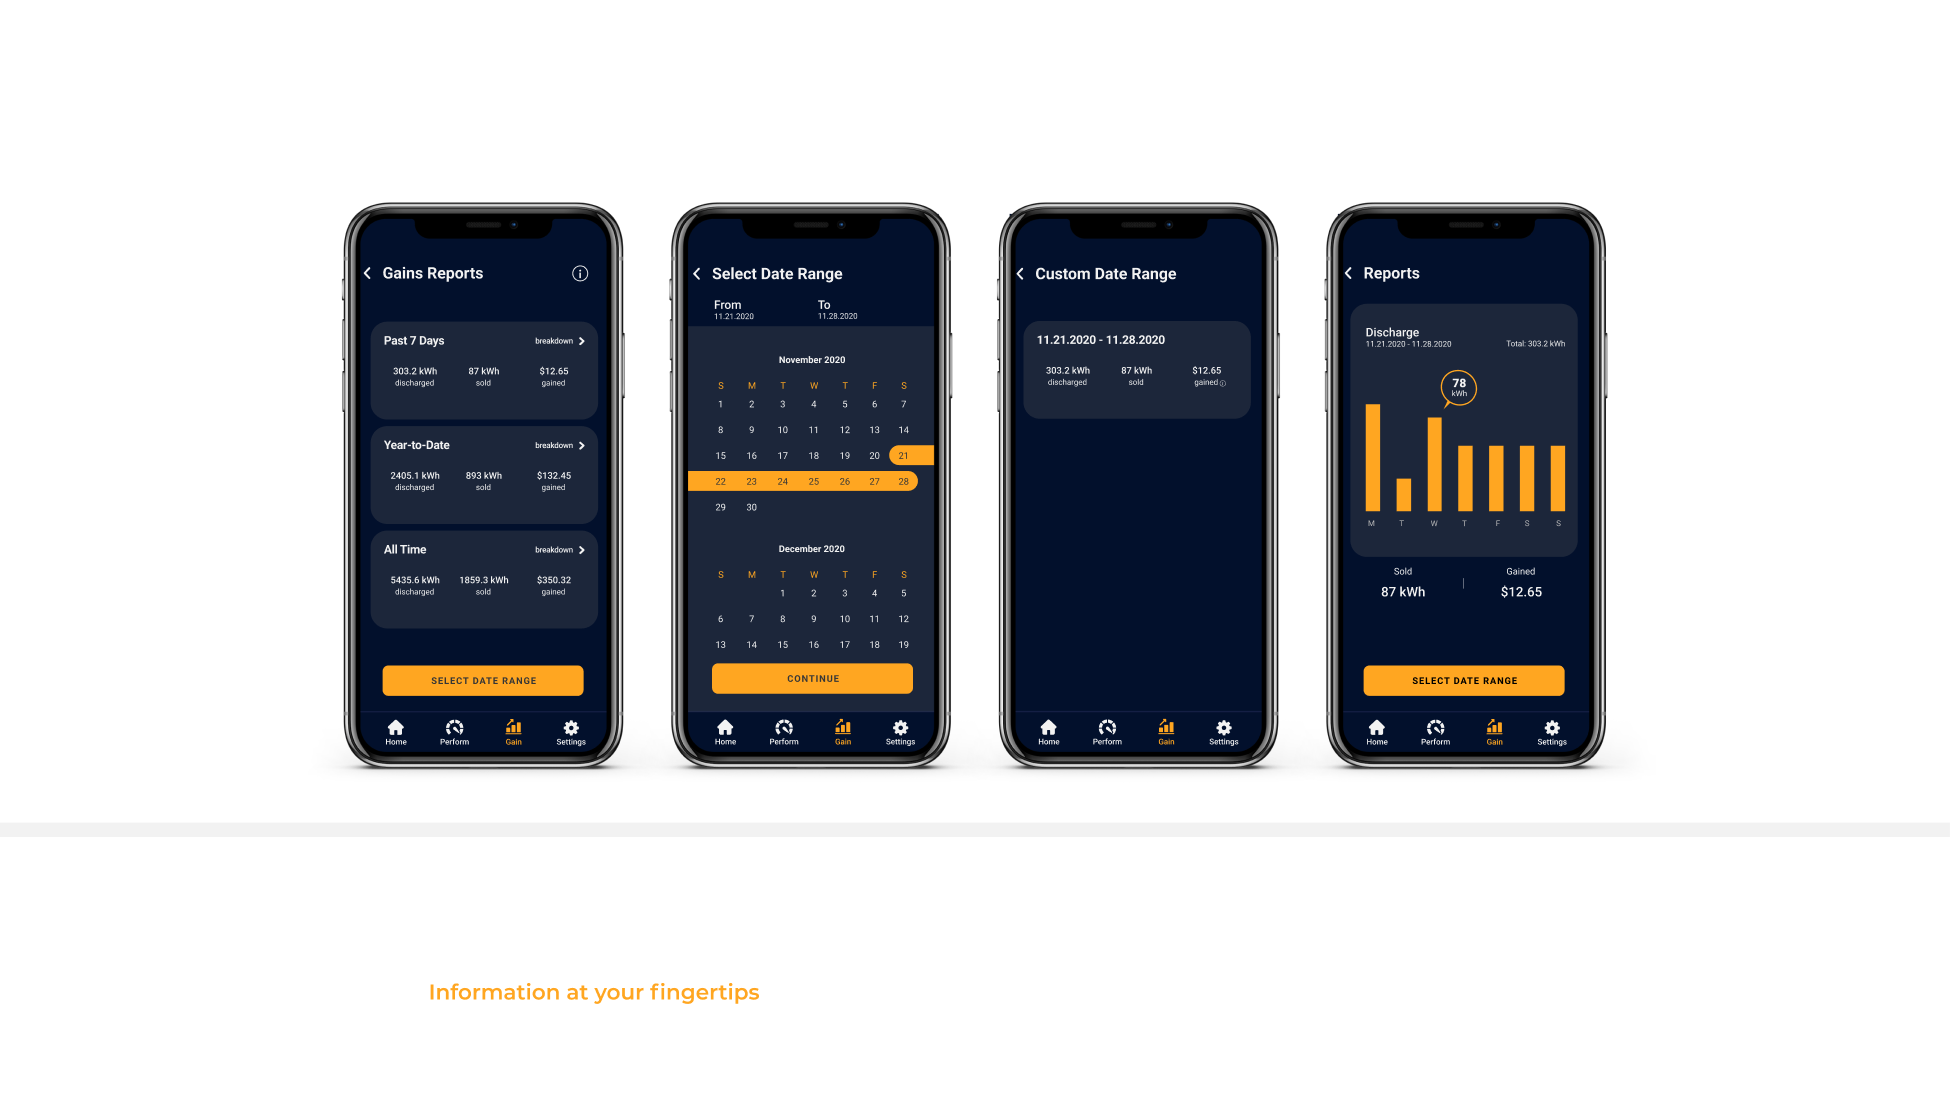 Gains Reports
Past 7 Days
breakdown
303.2 kWh 87 kWh $12.65
discharged sold gained
Year-to-Date
breakdown
2405.1 kWh 893 kWh $132.45
discharged sold gained
All Time
breakdown
5435.6 kWh 1859.3 kWh $350.32
discharged sold gained
SELECT DATE RANGE
Home Perform Gain Settings
Select Date Range
From To
11.21.2020 11.28.2020
November 2020
S M T W T F S
1 2 3 4 5 6 7
8 9 10 11 12 13 14
15 16 17 18 19 20 21
22 23 24 25 26 27 28
29 30
December 2020
S M T W T F S
1 2 3 4 5
6 7 8 9 10 11 12
13 14 15 16 17 18 19
CONTINUE
Home Perform Gain Settings
Custom Date Range
11.21.2020 - 11.28.2020
303.2 kWh 87 kWh $12.65
discharged sold gained
Home Perform Gain Settings
Reports
Discharge
11.21.2020 - 11.28.2020 Total: 303.2 kWh
78
kWh
M T W T F S S
Sold Gained
87 kWh $12.65
SELECT DATE RANGE
Home Perform Gain Settings
Information at your fingertips